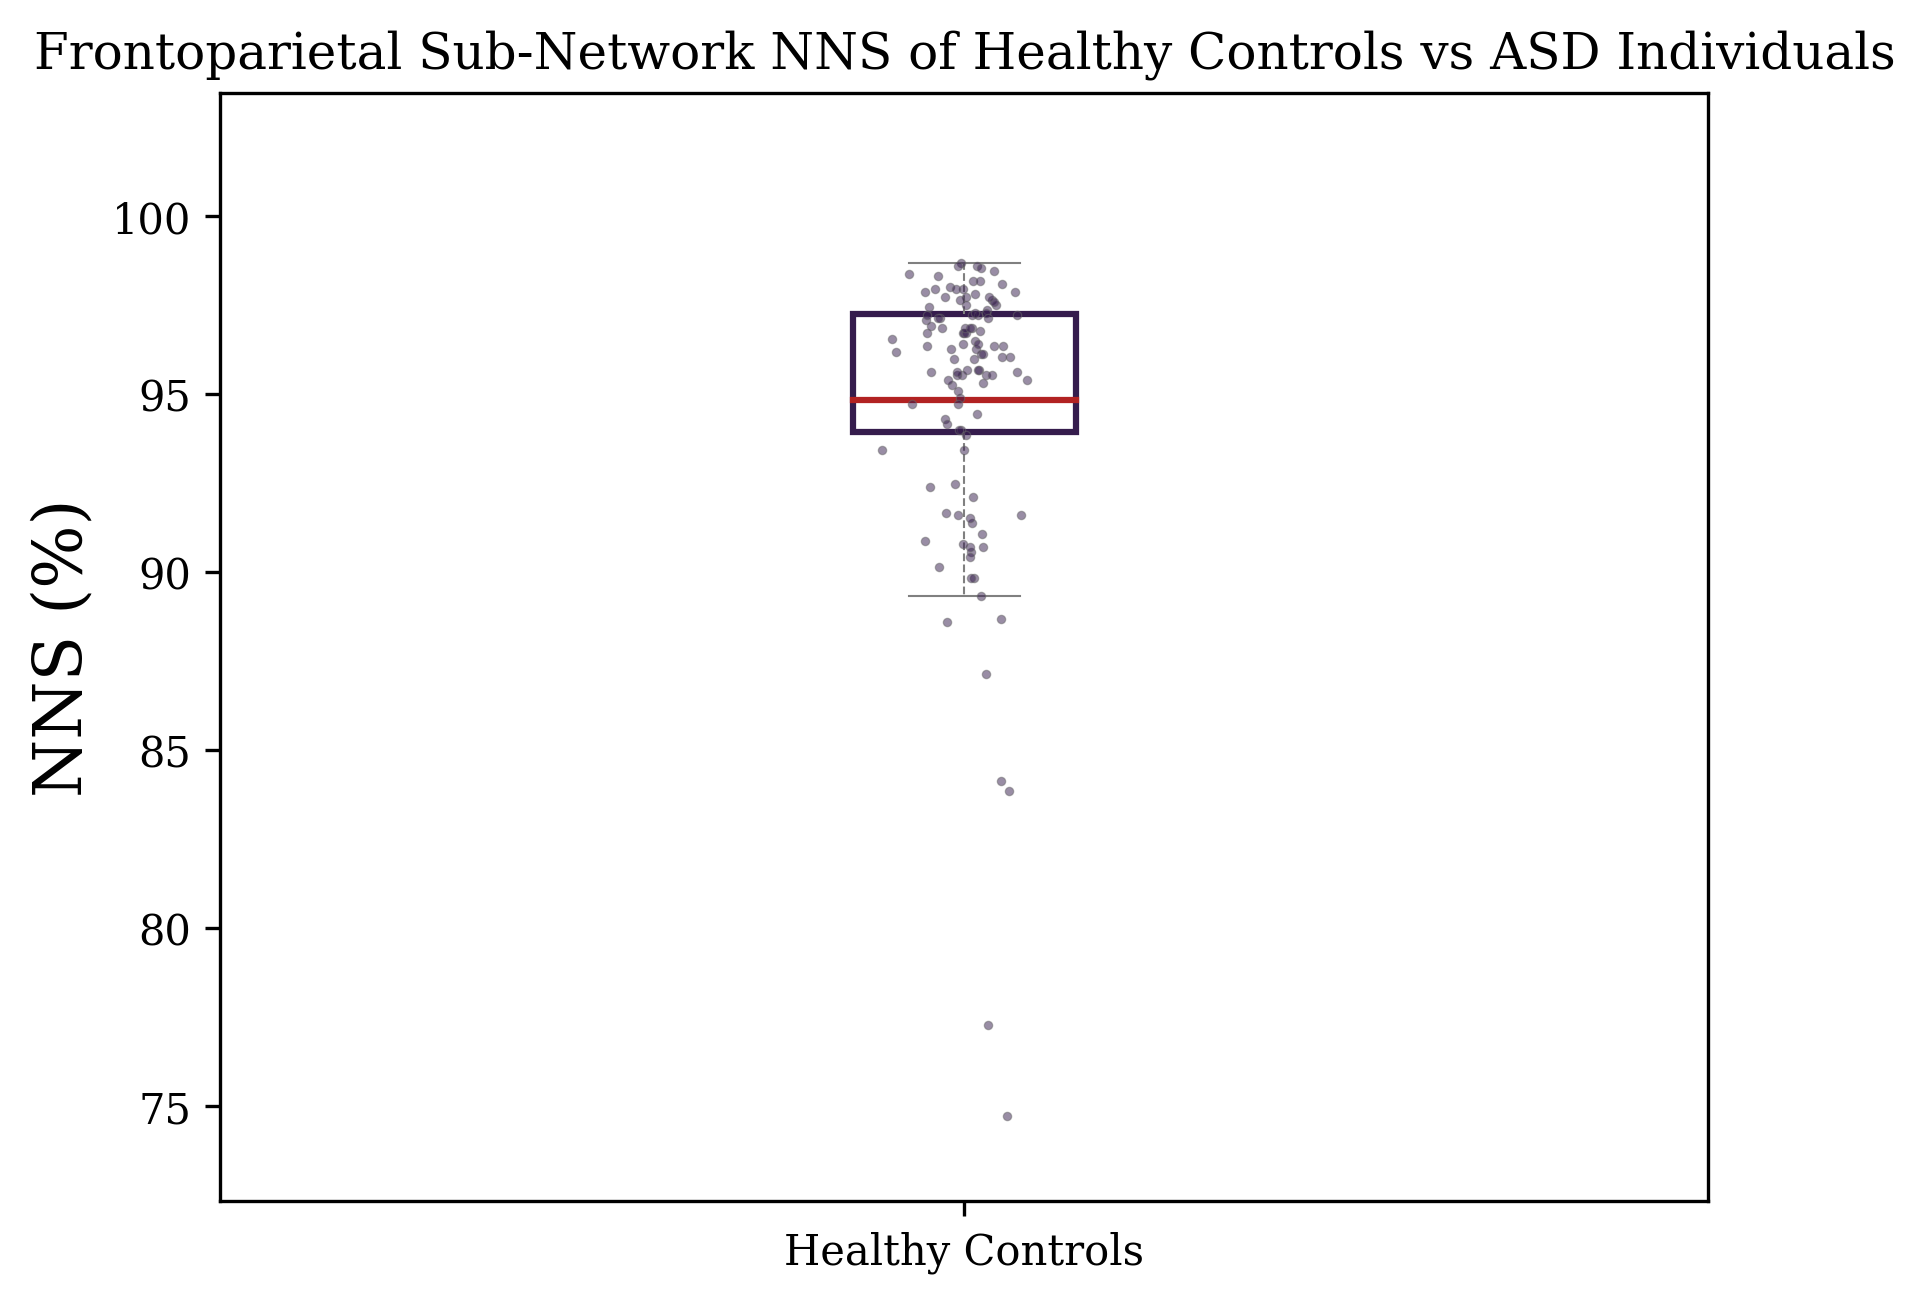 Frontoparietal Sub-Network NNS of Healthy Controls vs ASD Individuals
NNS (%)
100
95
90
85
80
75
Healthy Controls